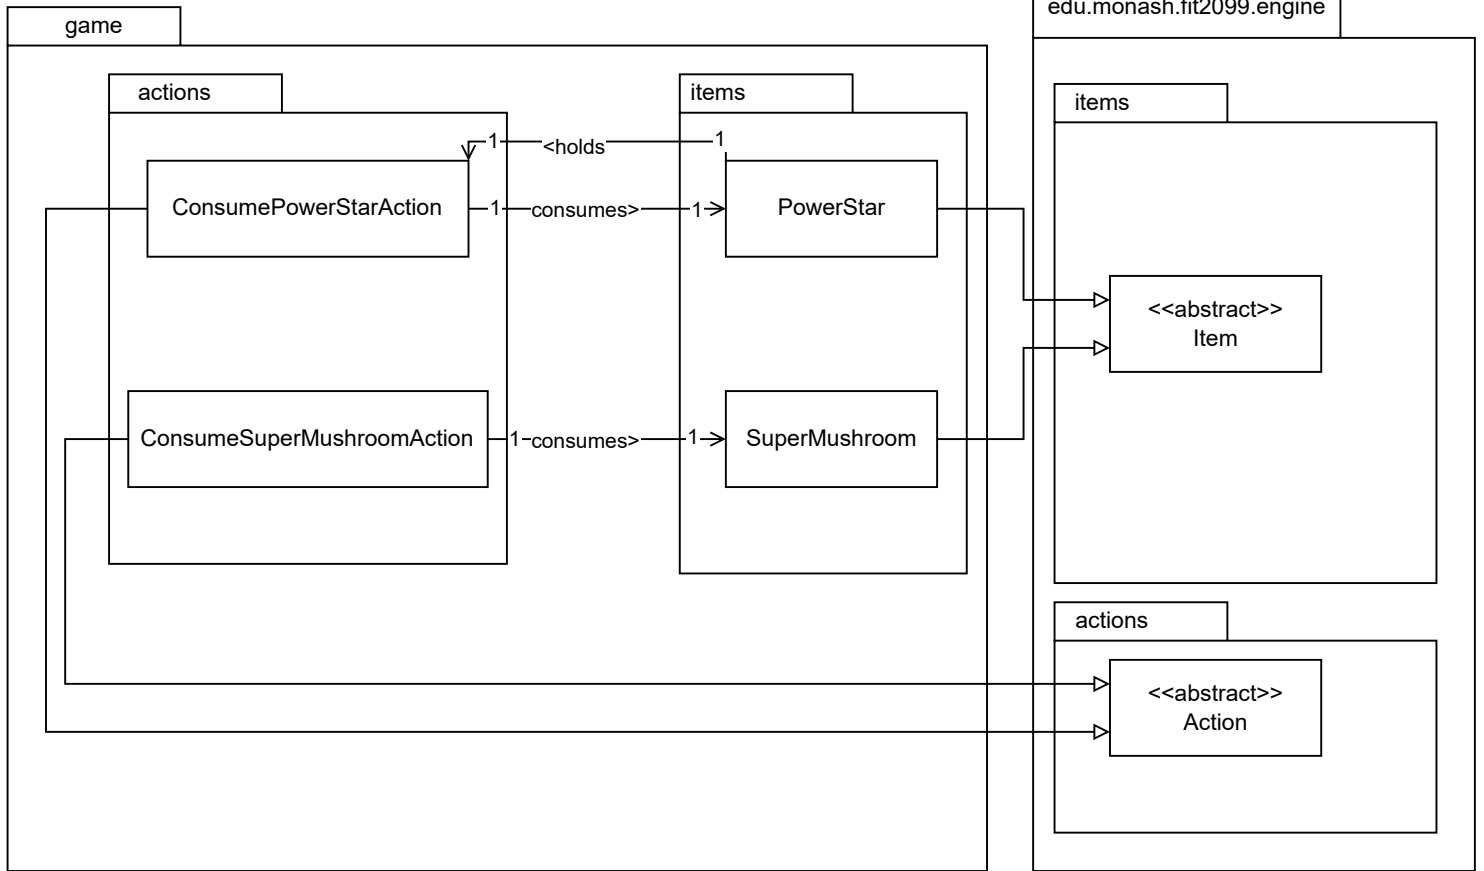 edu.monash.fit2099.engine
game
actions
items
items
1 <holds 1
ConsumePowerStarAction
1 consumes> 1
PowerStar
<<abstract>>
Item
ConsumeSuperMushroomAction
1 consumes> 1
SuperMushroom
actions
<<abstract>>
Action